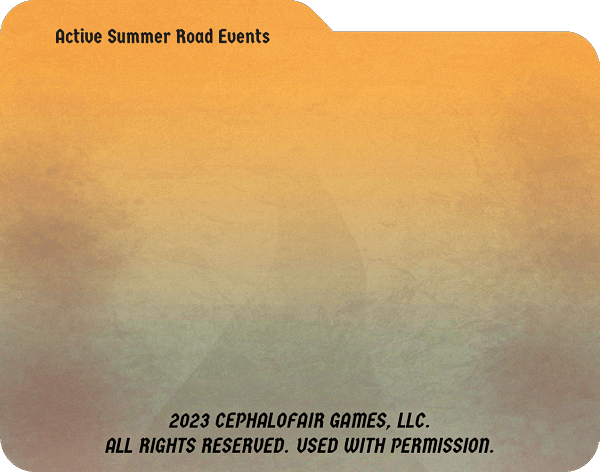 Active Summer Road Events
2023 CEPHALOFAIR GAMES, LLC.
ALL RIGHTS RESERVED. USED WITH PERMISSION.